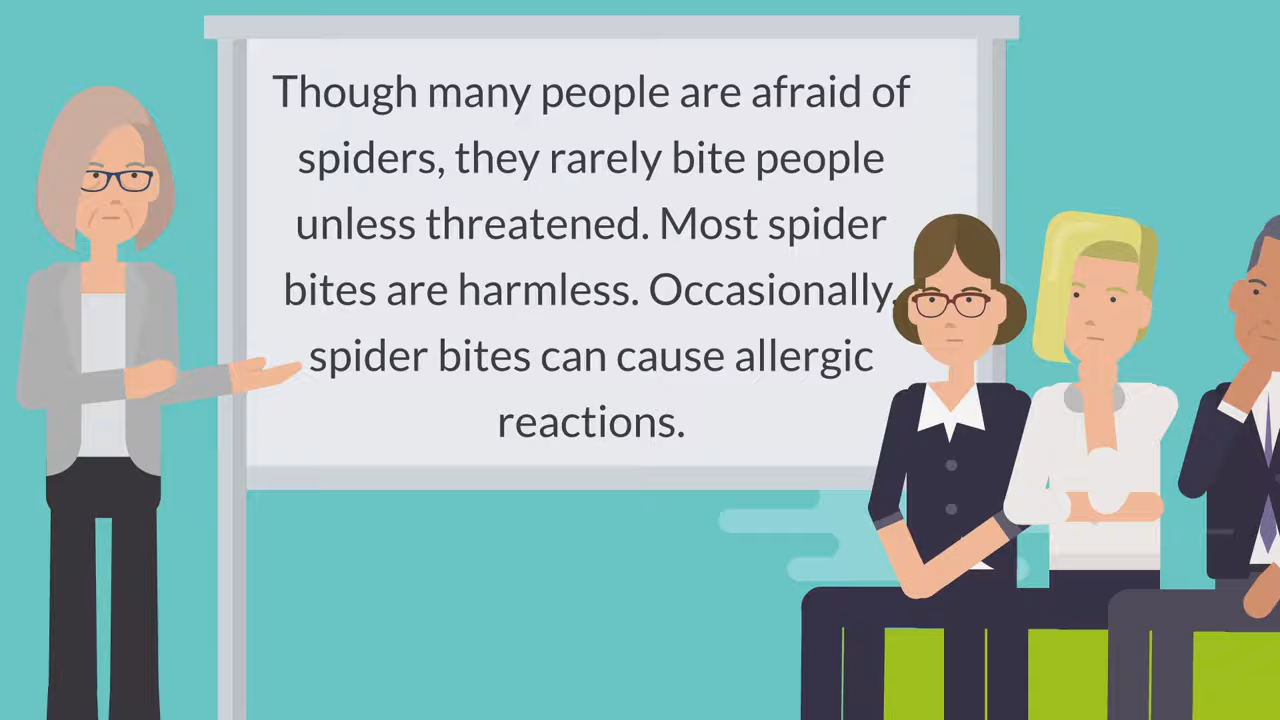 Though many people are afraid of
spiders, they rarely bite people
unless threatened. Most spider
bites are harmless. Occasionally,
spider bites can cause allergic
reactions.